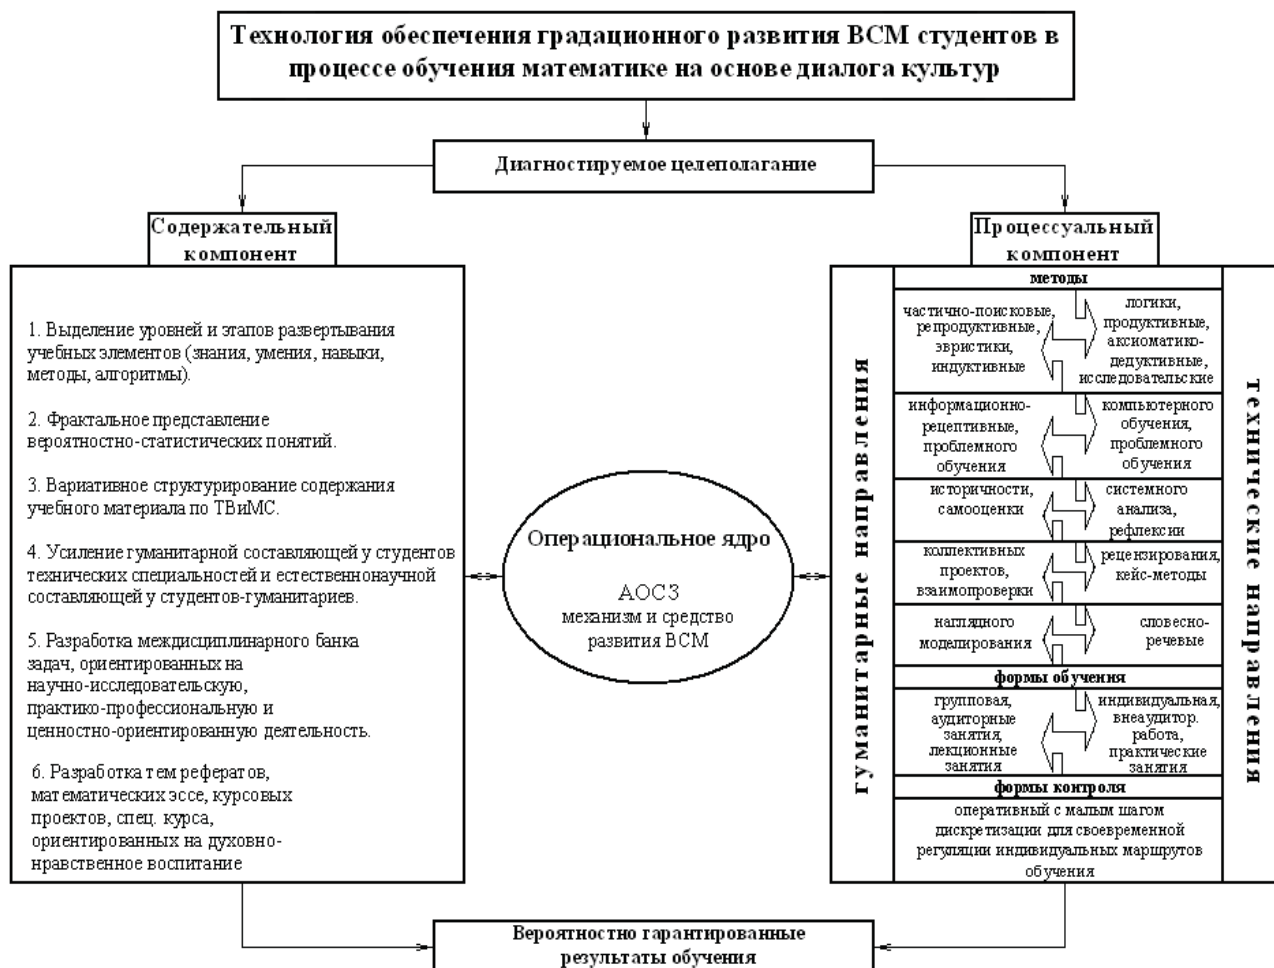 Технология обеспечения градационного развития ВСМ студентов в
процессе обучения математике на основе диалога культур
Диагностируемое целеполагание
Содержательный
компонент
1. Выделение уровней и этапов развертывания
учебных элементов (знания, умения, навыки,
методы, алгоритмы).
2. Фрактальное представление
вероятностно-статистических понятий.
3. Вариативное структурирование содержания
учебного материала по ТВиМС.
4. Усиление гуманитарной составляющей у студентов
технических специальностей и естественнонаучной
составляющей у студентов-гуманитариев.
5. Разработка междисциплинарного банка
задач, ориентированных на
научно-исследовательскую,
практико-профессиональную и
ценностно-ориентированную деятельность.
6. Разработка тем рефератов,
математических эссе, курсовых
проектов, спец. курса,
ориентированных на духовно-
нравственное воспитание
Операциональное ядро
АОСЗ
механизм и средство
развития ВСМ
Процессуальный
компонент
гуманитарные направления
методы
частично-поисковые,
репродуктивные,
эвристики,
индуктивные
логики,
продуктивные,
аксиоматико-
дедуктивные,
исследовательские
информационно-
рецептивные,
проблемного
обучения
компьютерного
обучения,
проблемного
обучения
историчности,
самооценки
системного
анализа,
рефлексии
коллективных
проектов,
взаимопроверки
рецензирования,
кейс-методы
наглядного
моделирования
словесно-
речевые
формы обучения
групповая,
аудиторные
занятия,
лекционные
занятия
индивидуальная,
внеаудитор.
работа,
практические
занятия
формы контроля
оперативный с малым шагом
дискретизации для своевременной
регуляции индивидуальных маршрутов
обучения
технические направления
Вероятностно гарантированные
результаты обучения